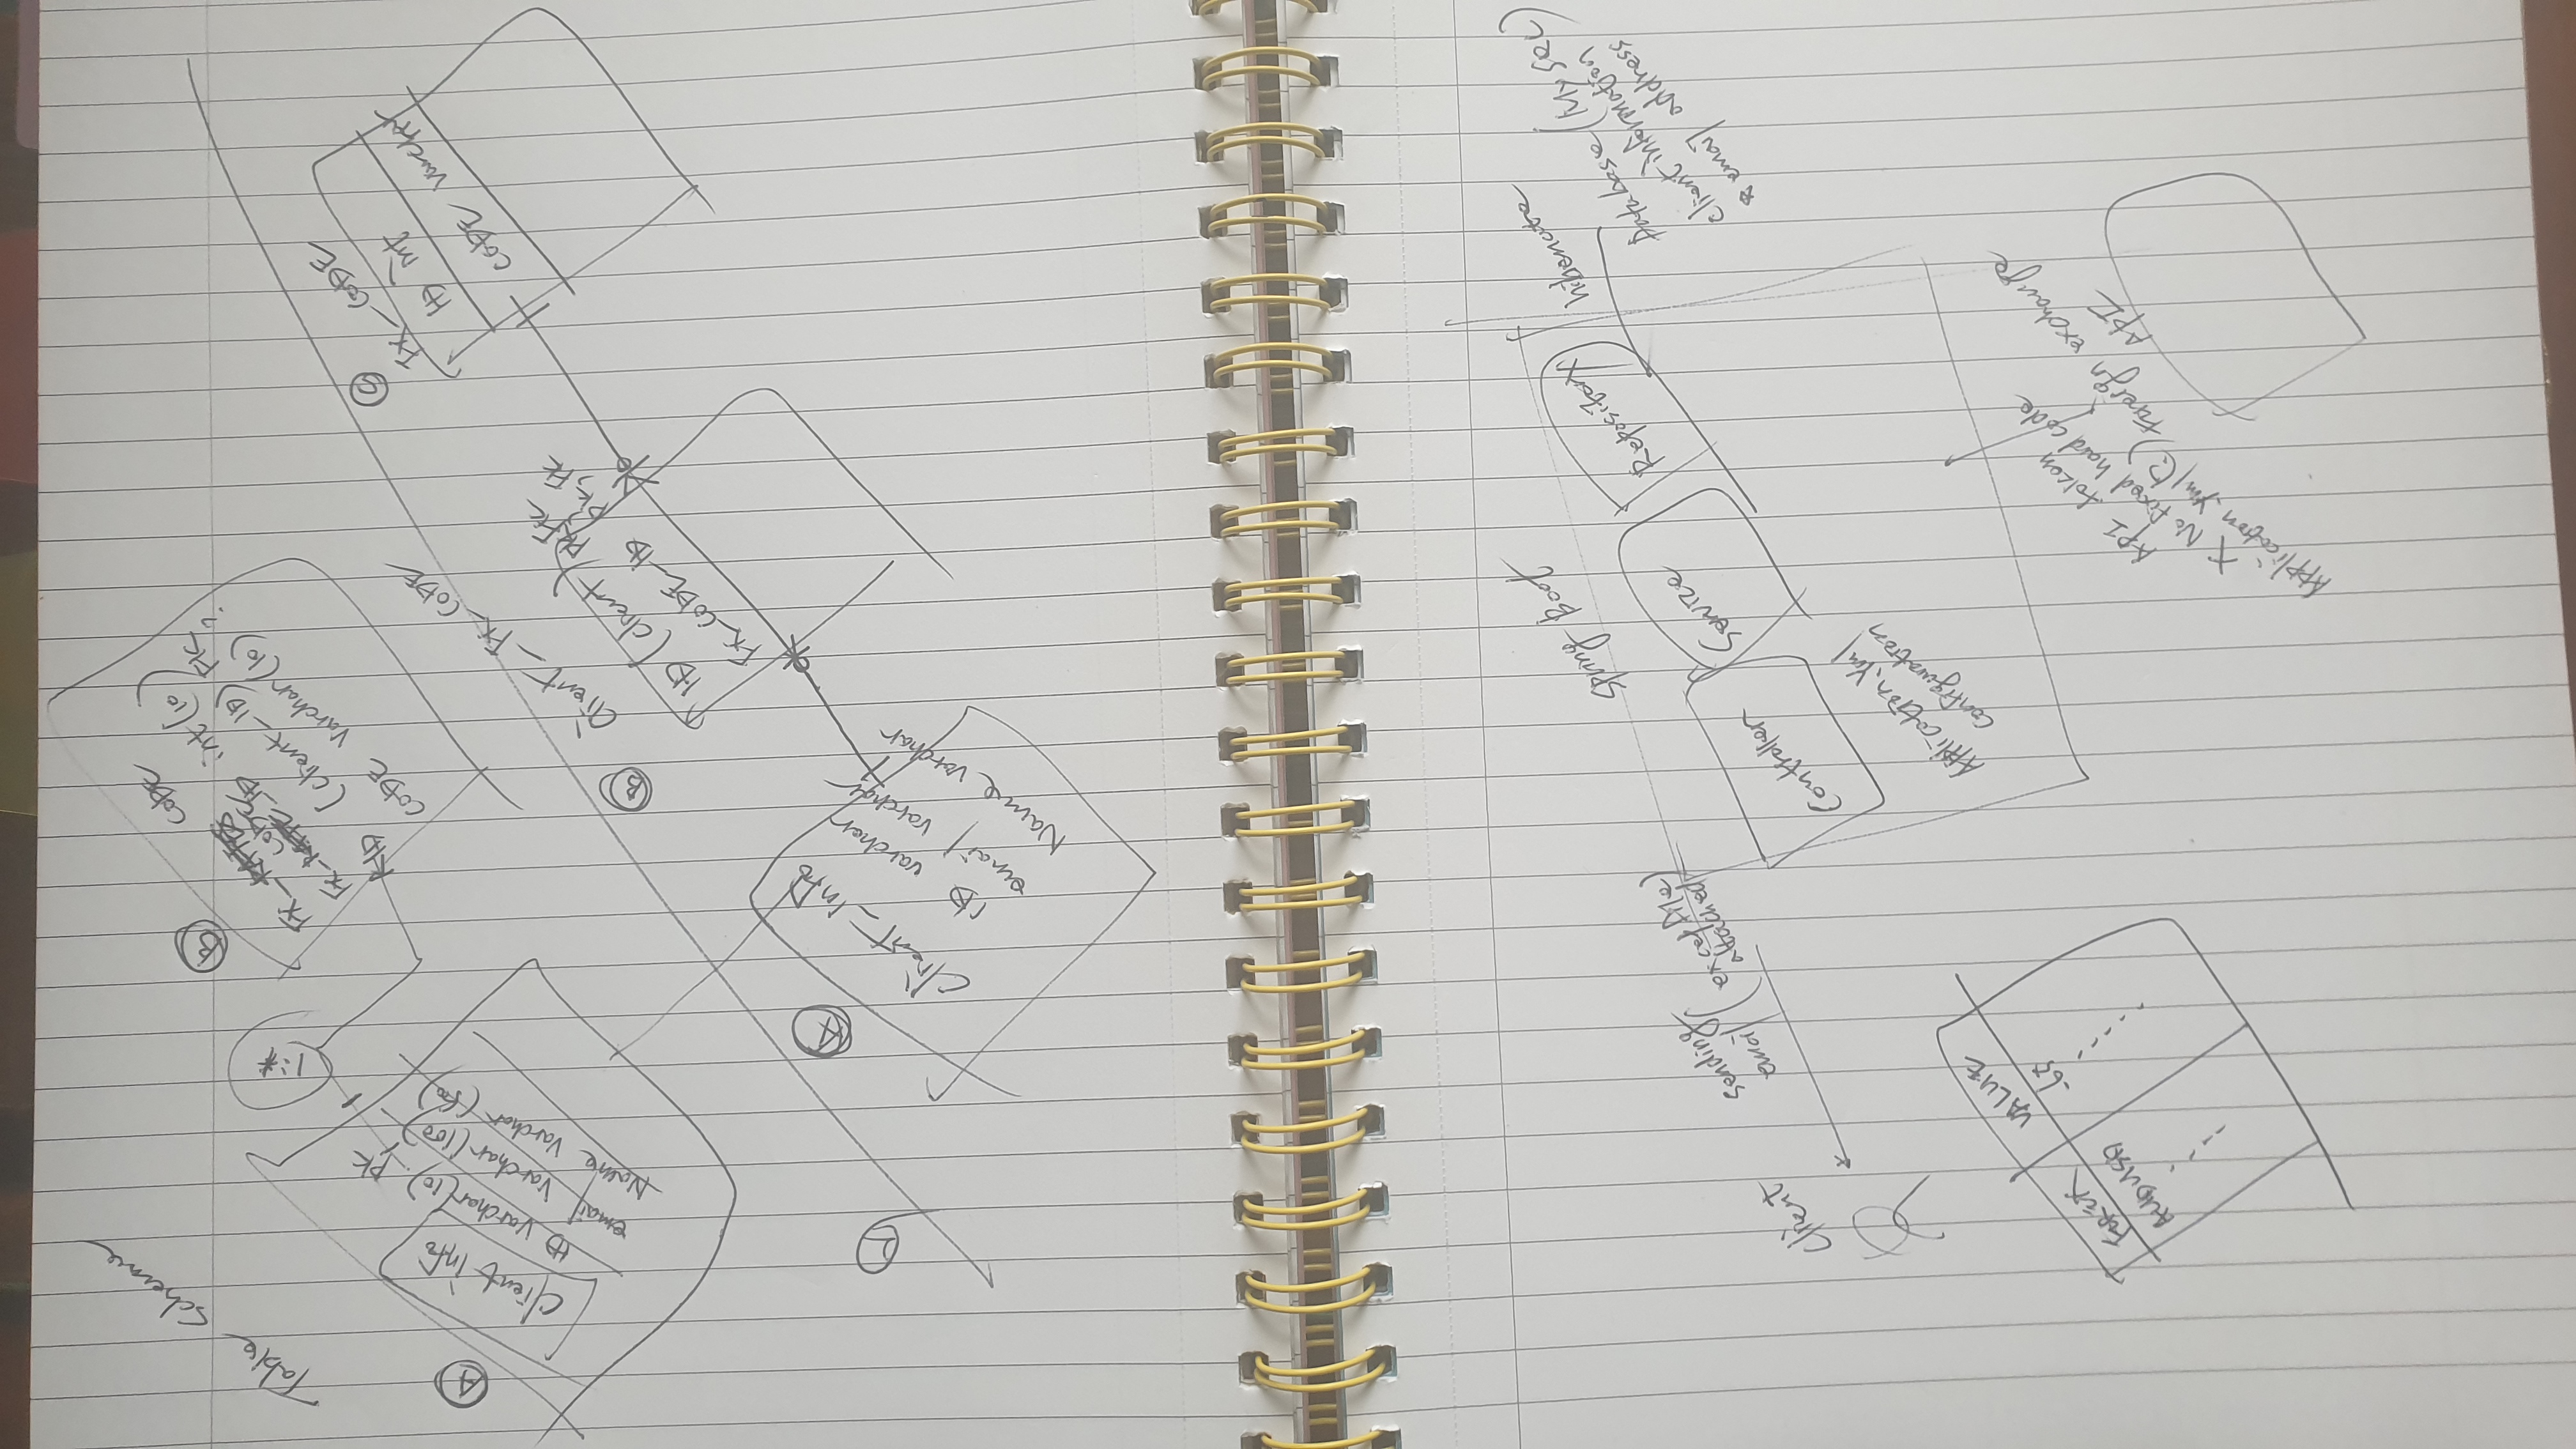 Table Scheme
A
Client info
ID varchar(10) PK
email varchar(100)
Name varchar(50)
1:*
B
CODE
FX_RATES
CODE
FX_RATE_ID int(10)
ID (client_ID) FK
CODE varchar(10) ?
2
A
Client_info
ID varchar
email varchar
Name varchar
B
Client_FX_CODE
ID (client) PK, FK
FX_CODE_ID PK, FK
FX_CODE
ID int
CODE varchar
Spring Boot
Controller
Service
Repository
hibernate
Database (MySQL)
client information
email address
Application.yml
configuration
sending
email (excel file)
attached
client
FOREX VALUE
AUDUSD .65
API token
X No fixed hard code
Application.yml(?)
Foreign exchange
API